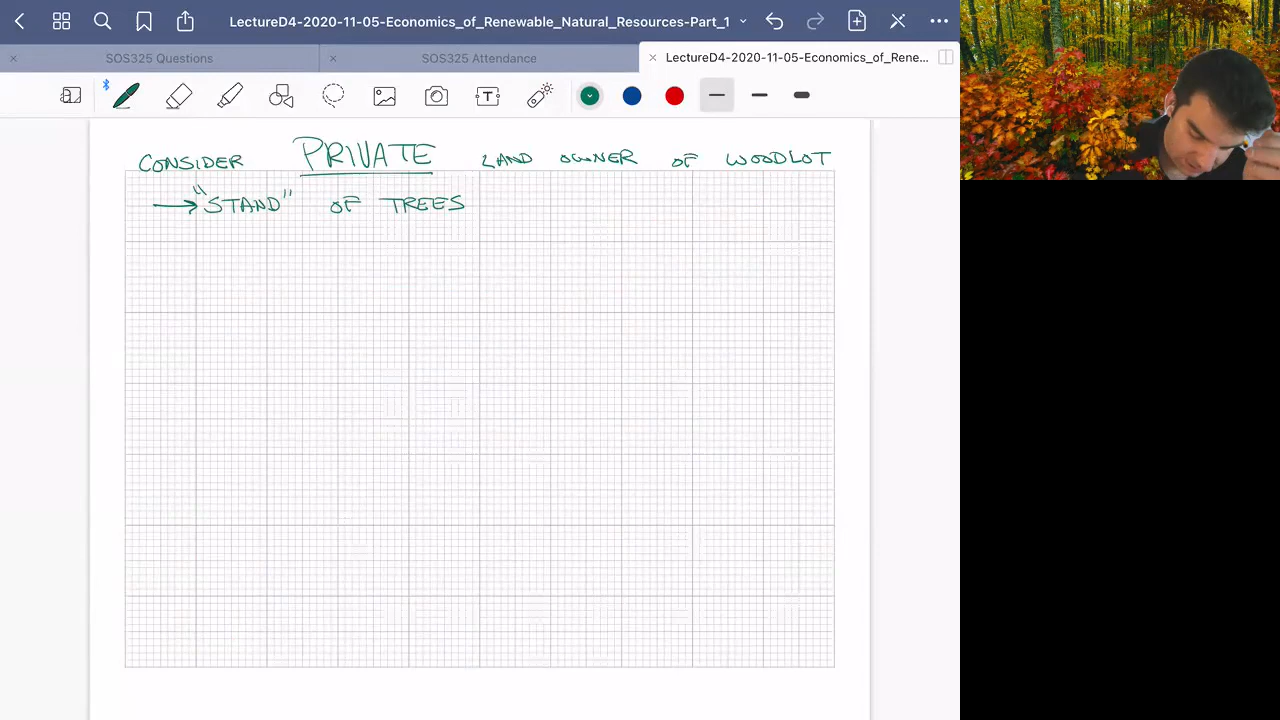 LectureD4-2020-11-05-Economics_of_Renewable_Natural_Resources-Part_1
SOS325 Questions
SOS325 Attendance
LectureD4-2020-11-05-Economics_of_Rene...
CONSIDER PRIVATE LAND OWNER OF WOODLOT
→ "STAND" OF TREES